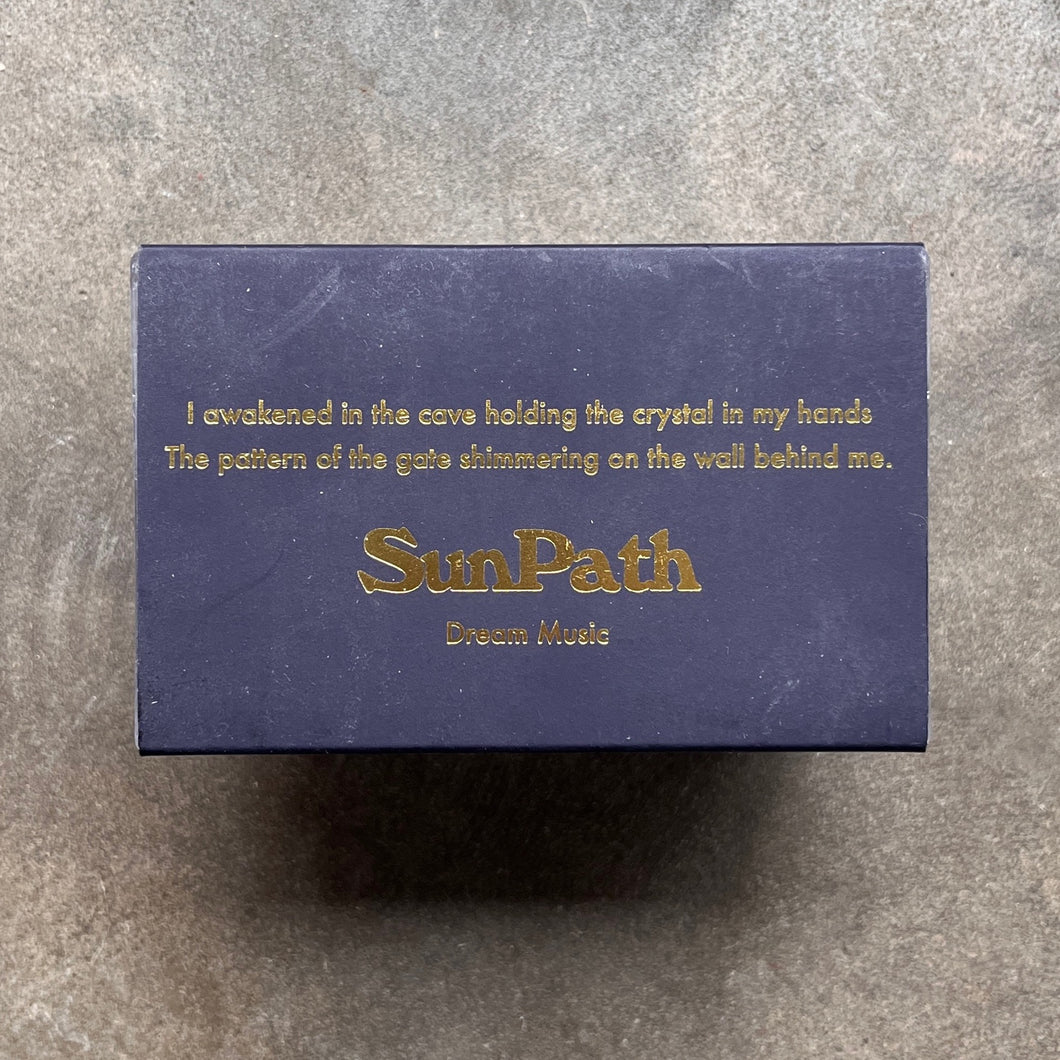 I awakened in the cave holding the crystal in my hands
The pattern of the gate shimmering on the wall behind me.
SunPath
Dream Music